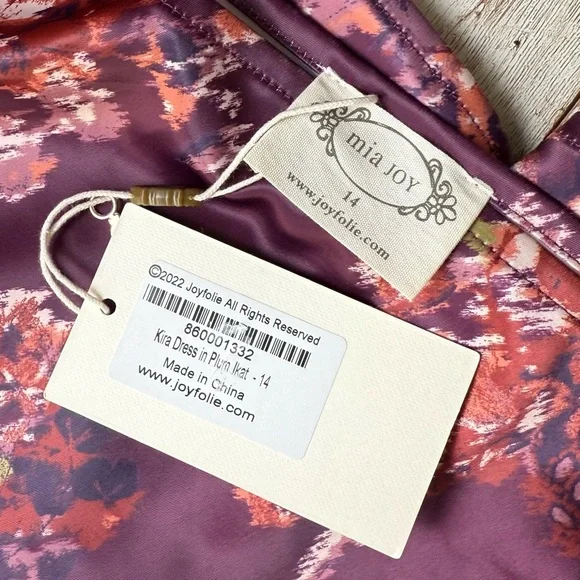 mia JOY
14
www.joyfolie.com
©2022 Joyfolie All Rights Reserved
860001332
Kira Dress in Plum Ikat - 14
Made in China
www.joyfolie.com